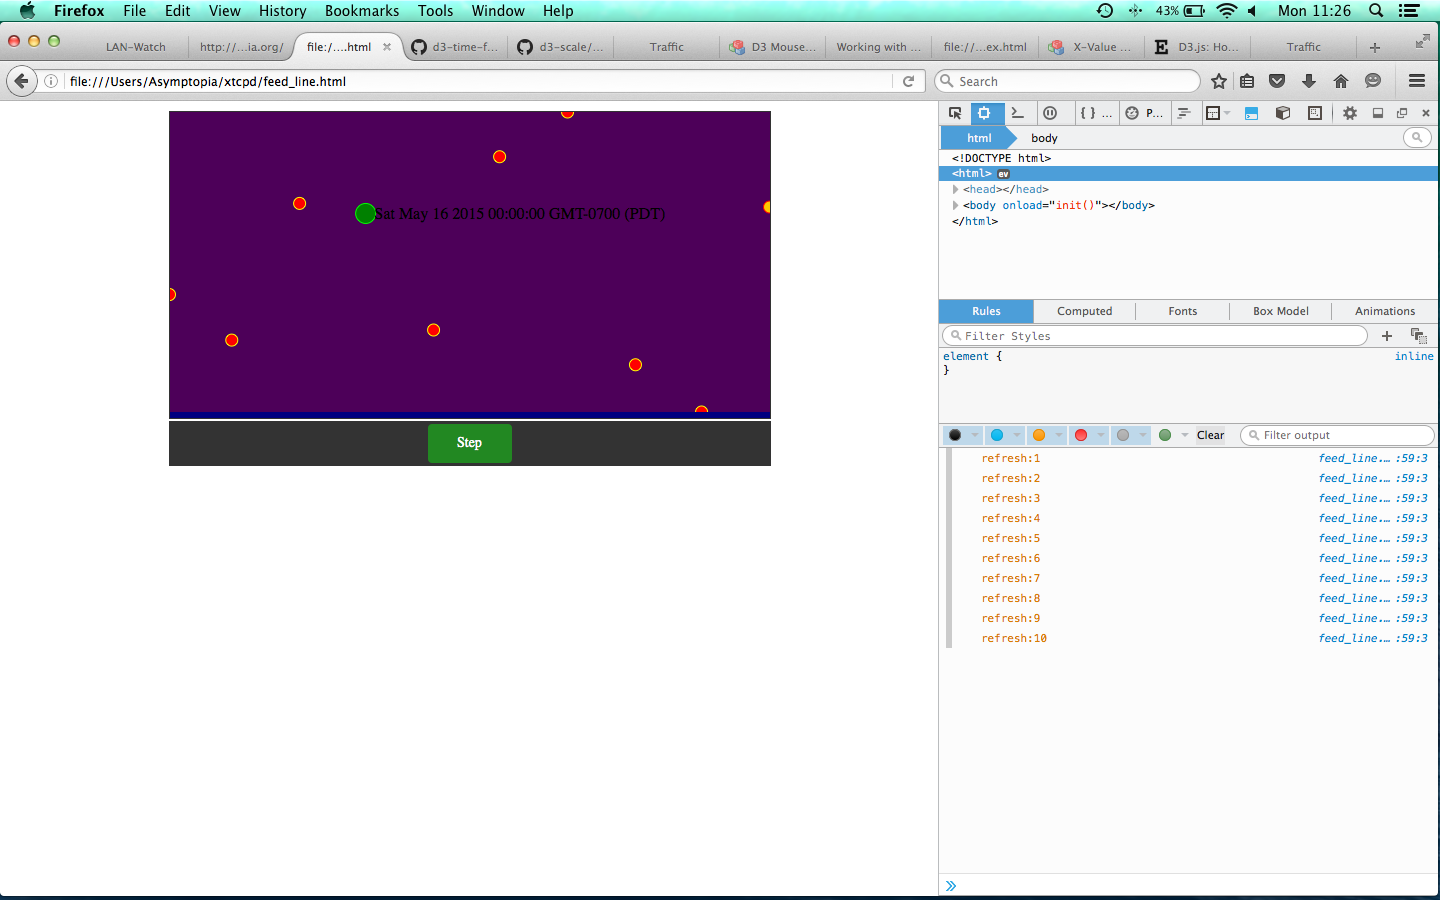 Firefox File Edit View History Bookmarks Tools Window Help 43% Mon 11:26
LAN-Watch http://...ia.org/ file:/....html d3-time-f... d3-scale/... Traffic D3 Mouse... Working with ... file://...ex.html X-Value ... D3.js: Ho... Traffic
file:///Users/Asymptopia/xtcpd/feed_line.html Search
{ } ... P...
html body
<!DOCTYPE html>
<html> ev
<head></head>
<body onload="init()"></body>
</html>
Sat May 16 2015 00:00:00 GMT-0700 (PDT)
Step
Rules Computed Fonts Box Model Animations
Filter Styles
element { inline
}
Clear Filter output
refresh:1 feed_line.... :59:3
refresh:2 feed_line.... :59:3
refresh:3 feed_line.... :59:3
refresh:4 feed_line.... :59:3
refresh:5 feed_line.... :59:3
refresh:6 feed_line.... :59:3
refresh:7 feed_line.... :59:3
refresh:8 feed_line.... :59:3
refresh:9 feed_line.... :59:3
refresh:10 feed_line.... :59:3